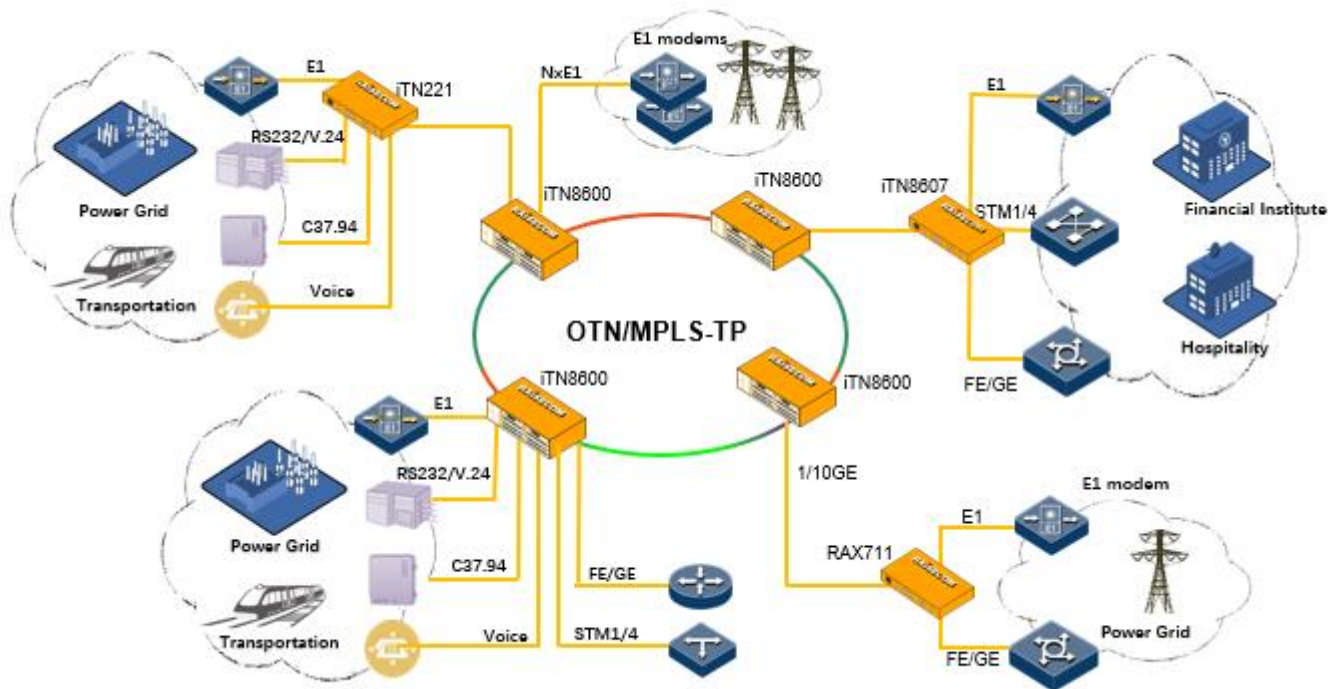 E1 modems
NxE1
E1
iTN221
E1
RS232/V.24
iTN8600
iTN8600
iTN8607
Power Grid
STM1/4
Financial Institute
C37.94
Transportation
Voice
OTN/MPLS-TP
Hospitality
iTN8600
iTN8600
FE/GE
E1
RS232/V.24
1/10GE
E1 modem
E1
Power Grid
RAX711
C37.94
FE/GE
Transportation
Voice
STM1/4
Power Grid
FE/GE